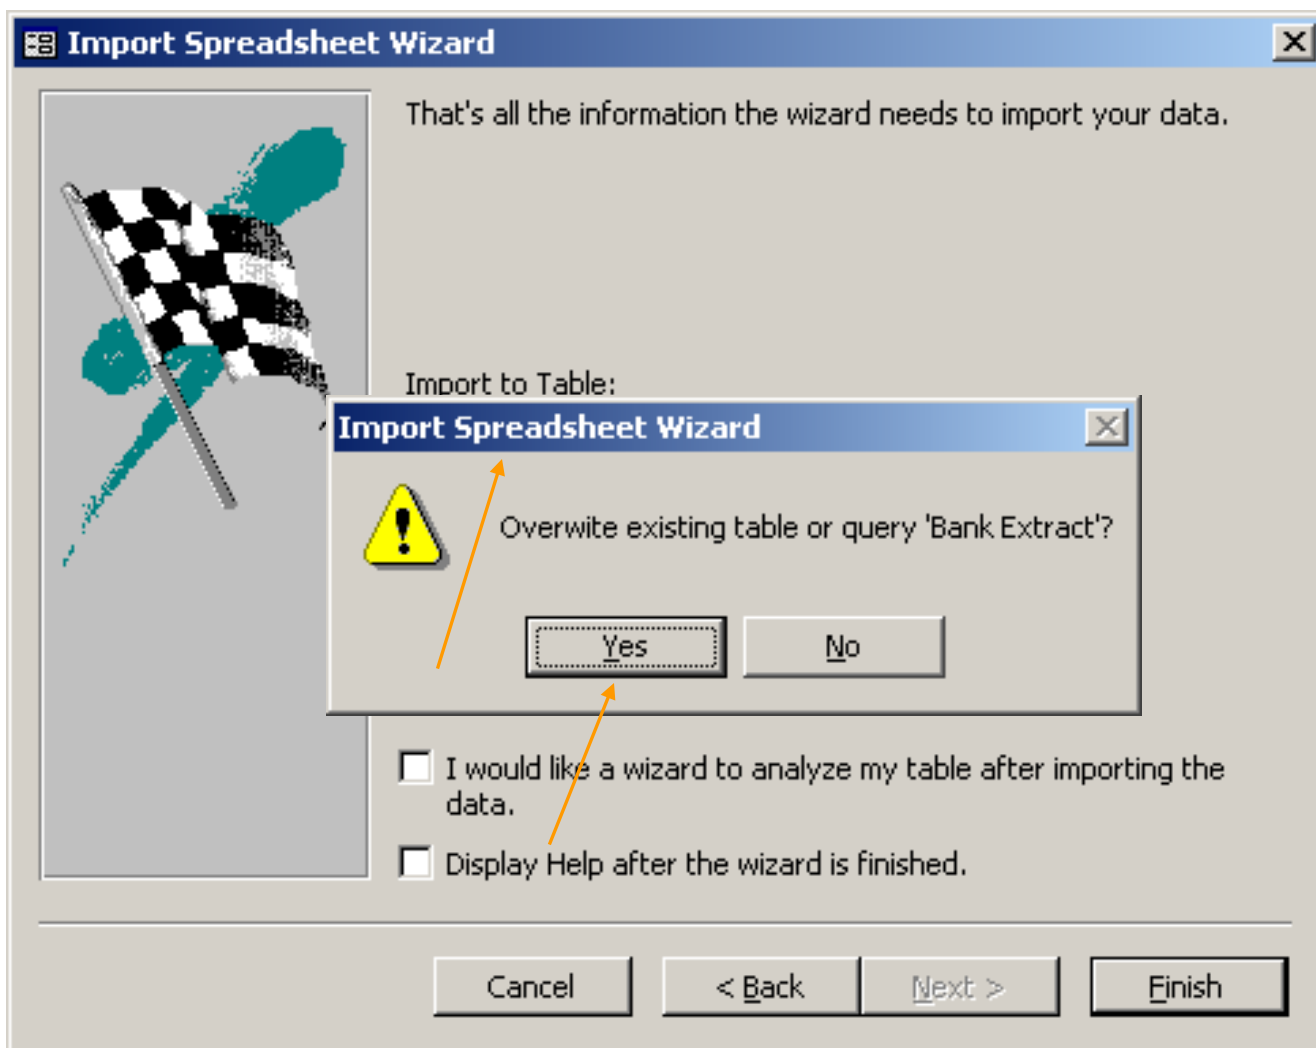 Import Spreadsheet Wizard
That's all the information the wizard needs to import your data.
Import to Table:
Import Spreadsheet Wizard
Overwite existing table or query 'Bank Extract'?
Yes
No
I would like a wizard to analyze my table after importing the
data.
Display Help after the wizard is finished.
Cancel
< Back
Next >
Finish